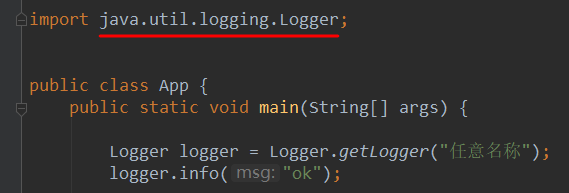 import java.util.logging.Logger;
public class App {
public static void main(String[] args) {
Logger logger = Logger.getLogger("任意名称");
logger.info( msg: "ok");